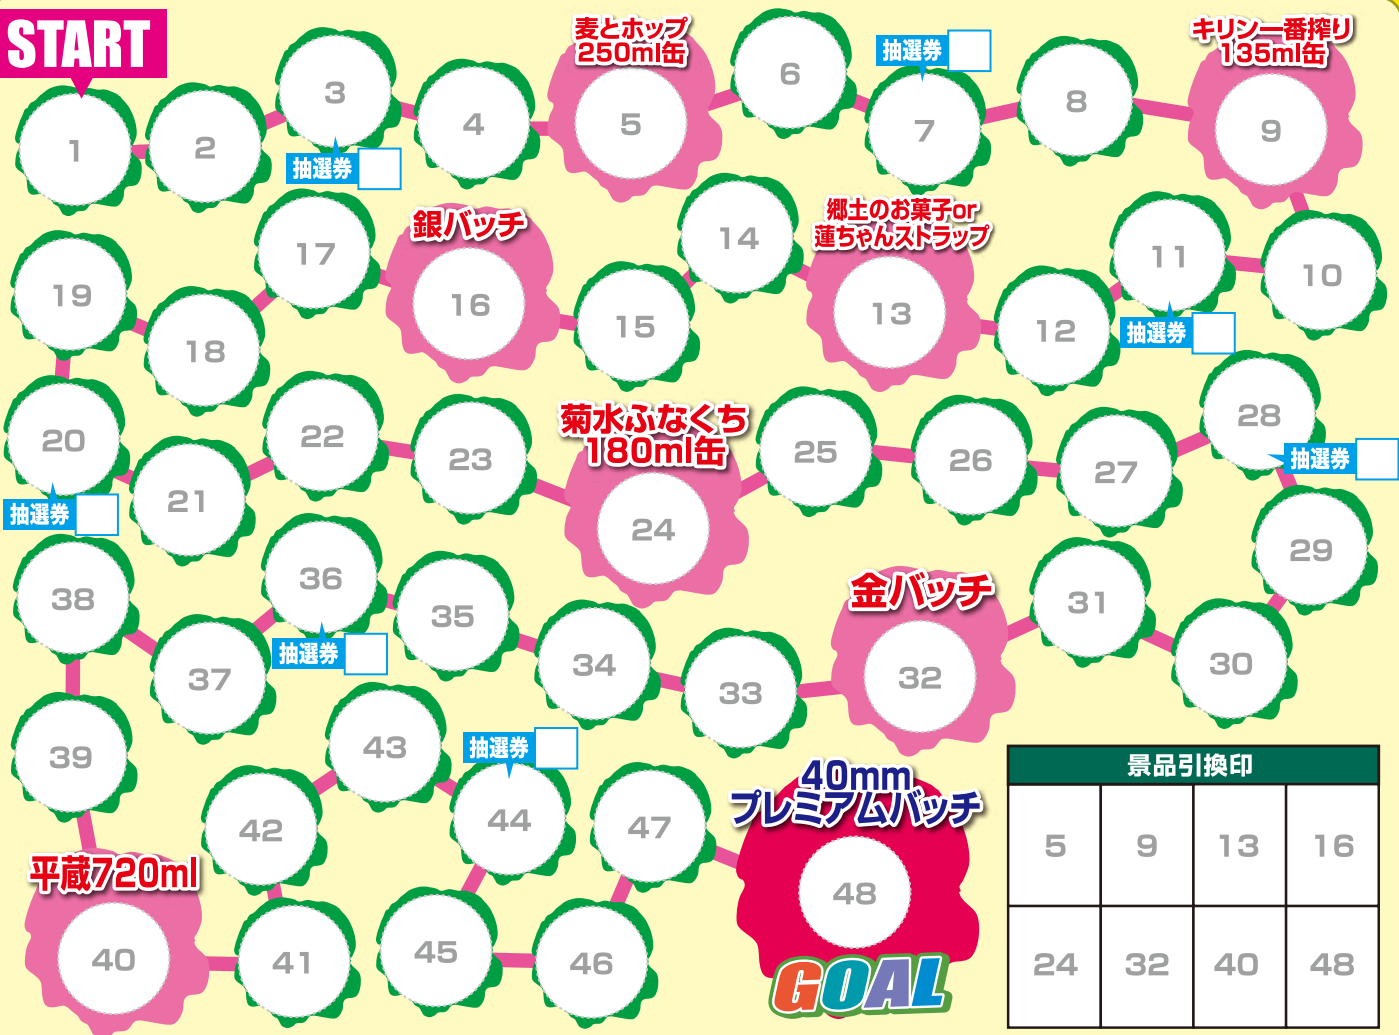 START
1
2
3
抽選券
4
麦とホップ
250ml缶
5
6
抽選券
7
8
キリン一番搾り
135ml缶
9
10
11
抽選券
12
郷土のお菓子or
蓮ちゃんストラップ
13
14
15
銀バッチ
16
17
18
19
20
抽選券
21
22
23
菊水ふなくち
180ml缶
24
25
26
27
28
抽選券
29
30
31
金バッチ
32
33
34
35
36
抽選券
37
38
39
平蔵720ml
40
41
42
43
抽選券
44
45
46
47
40mm
プレミアムバッチ
48
GOAL
景品引換印
5 9 13 16
24 32 40 48